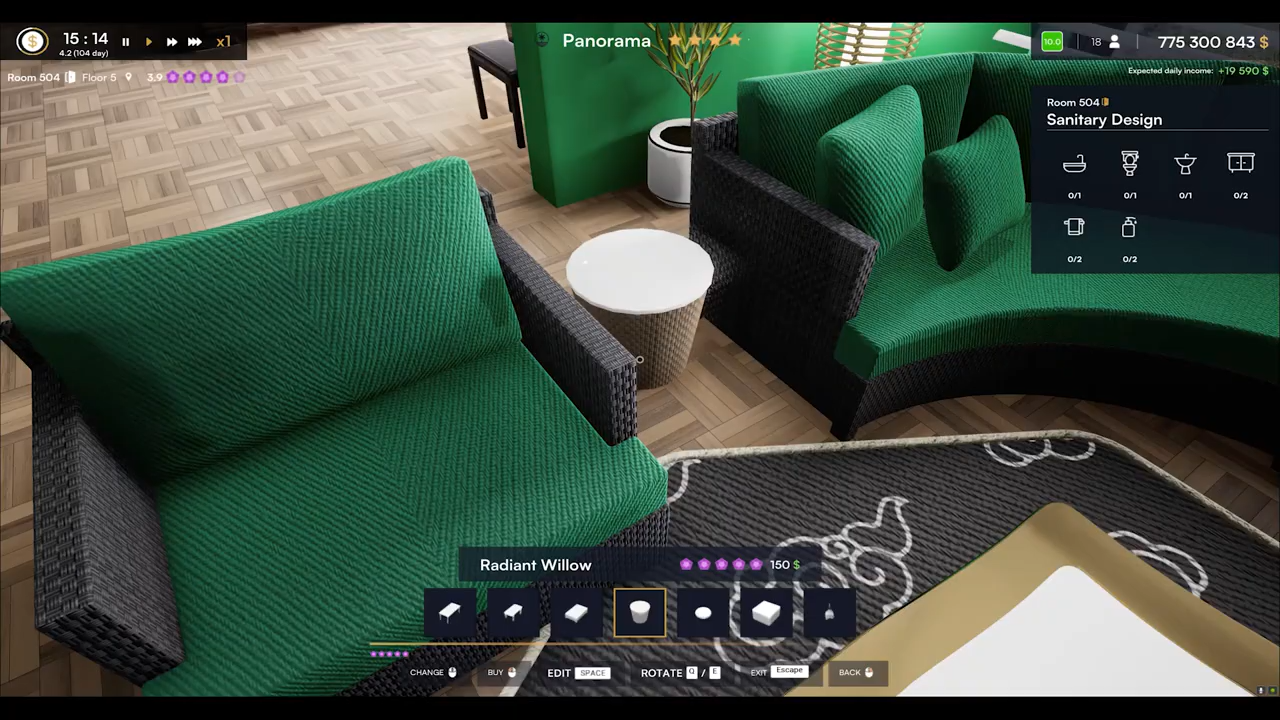 15 : 14
4.2 (104 day)
x1
Room 504 Floor 5 3.9
Panorama
10.0 18 775 300 843 $
Expected daily income: +19 590 $
Room 504
Sanitary Design
0/1 0/1 0/1 0/2
0/2 0/2
Radiant Willow 150 $
CHANGE BUY EDIT SPACE ROTATE Q / E EXIT Escape BACK